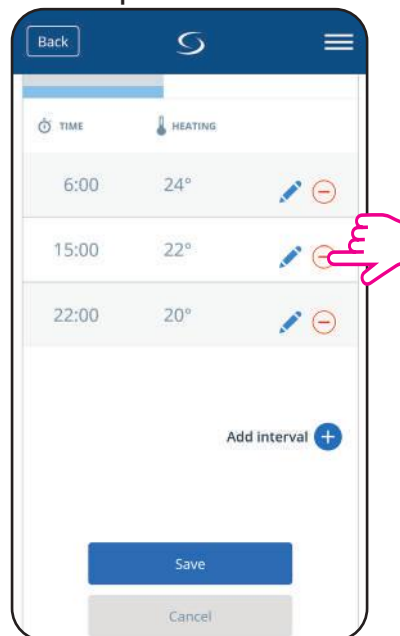 Back
TIME HEATING
6:00 24°
15:00 22°
22:00 20°
Add interval
Save
Cancel